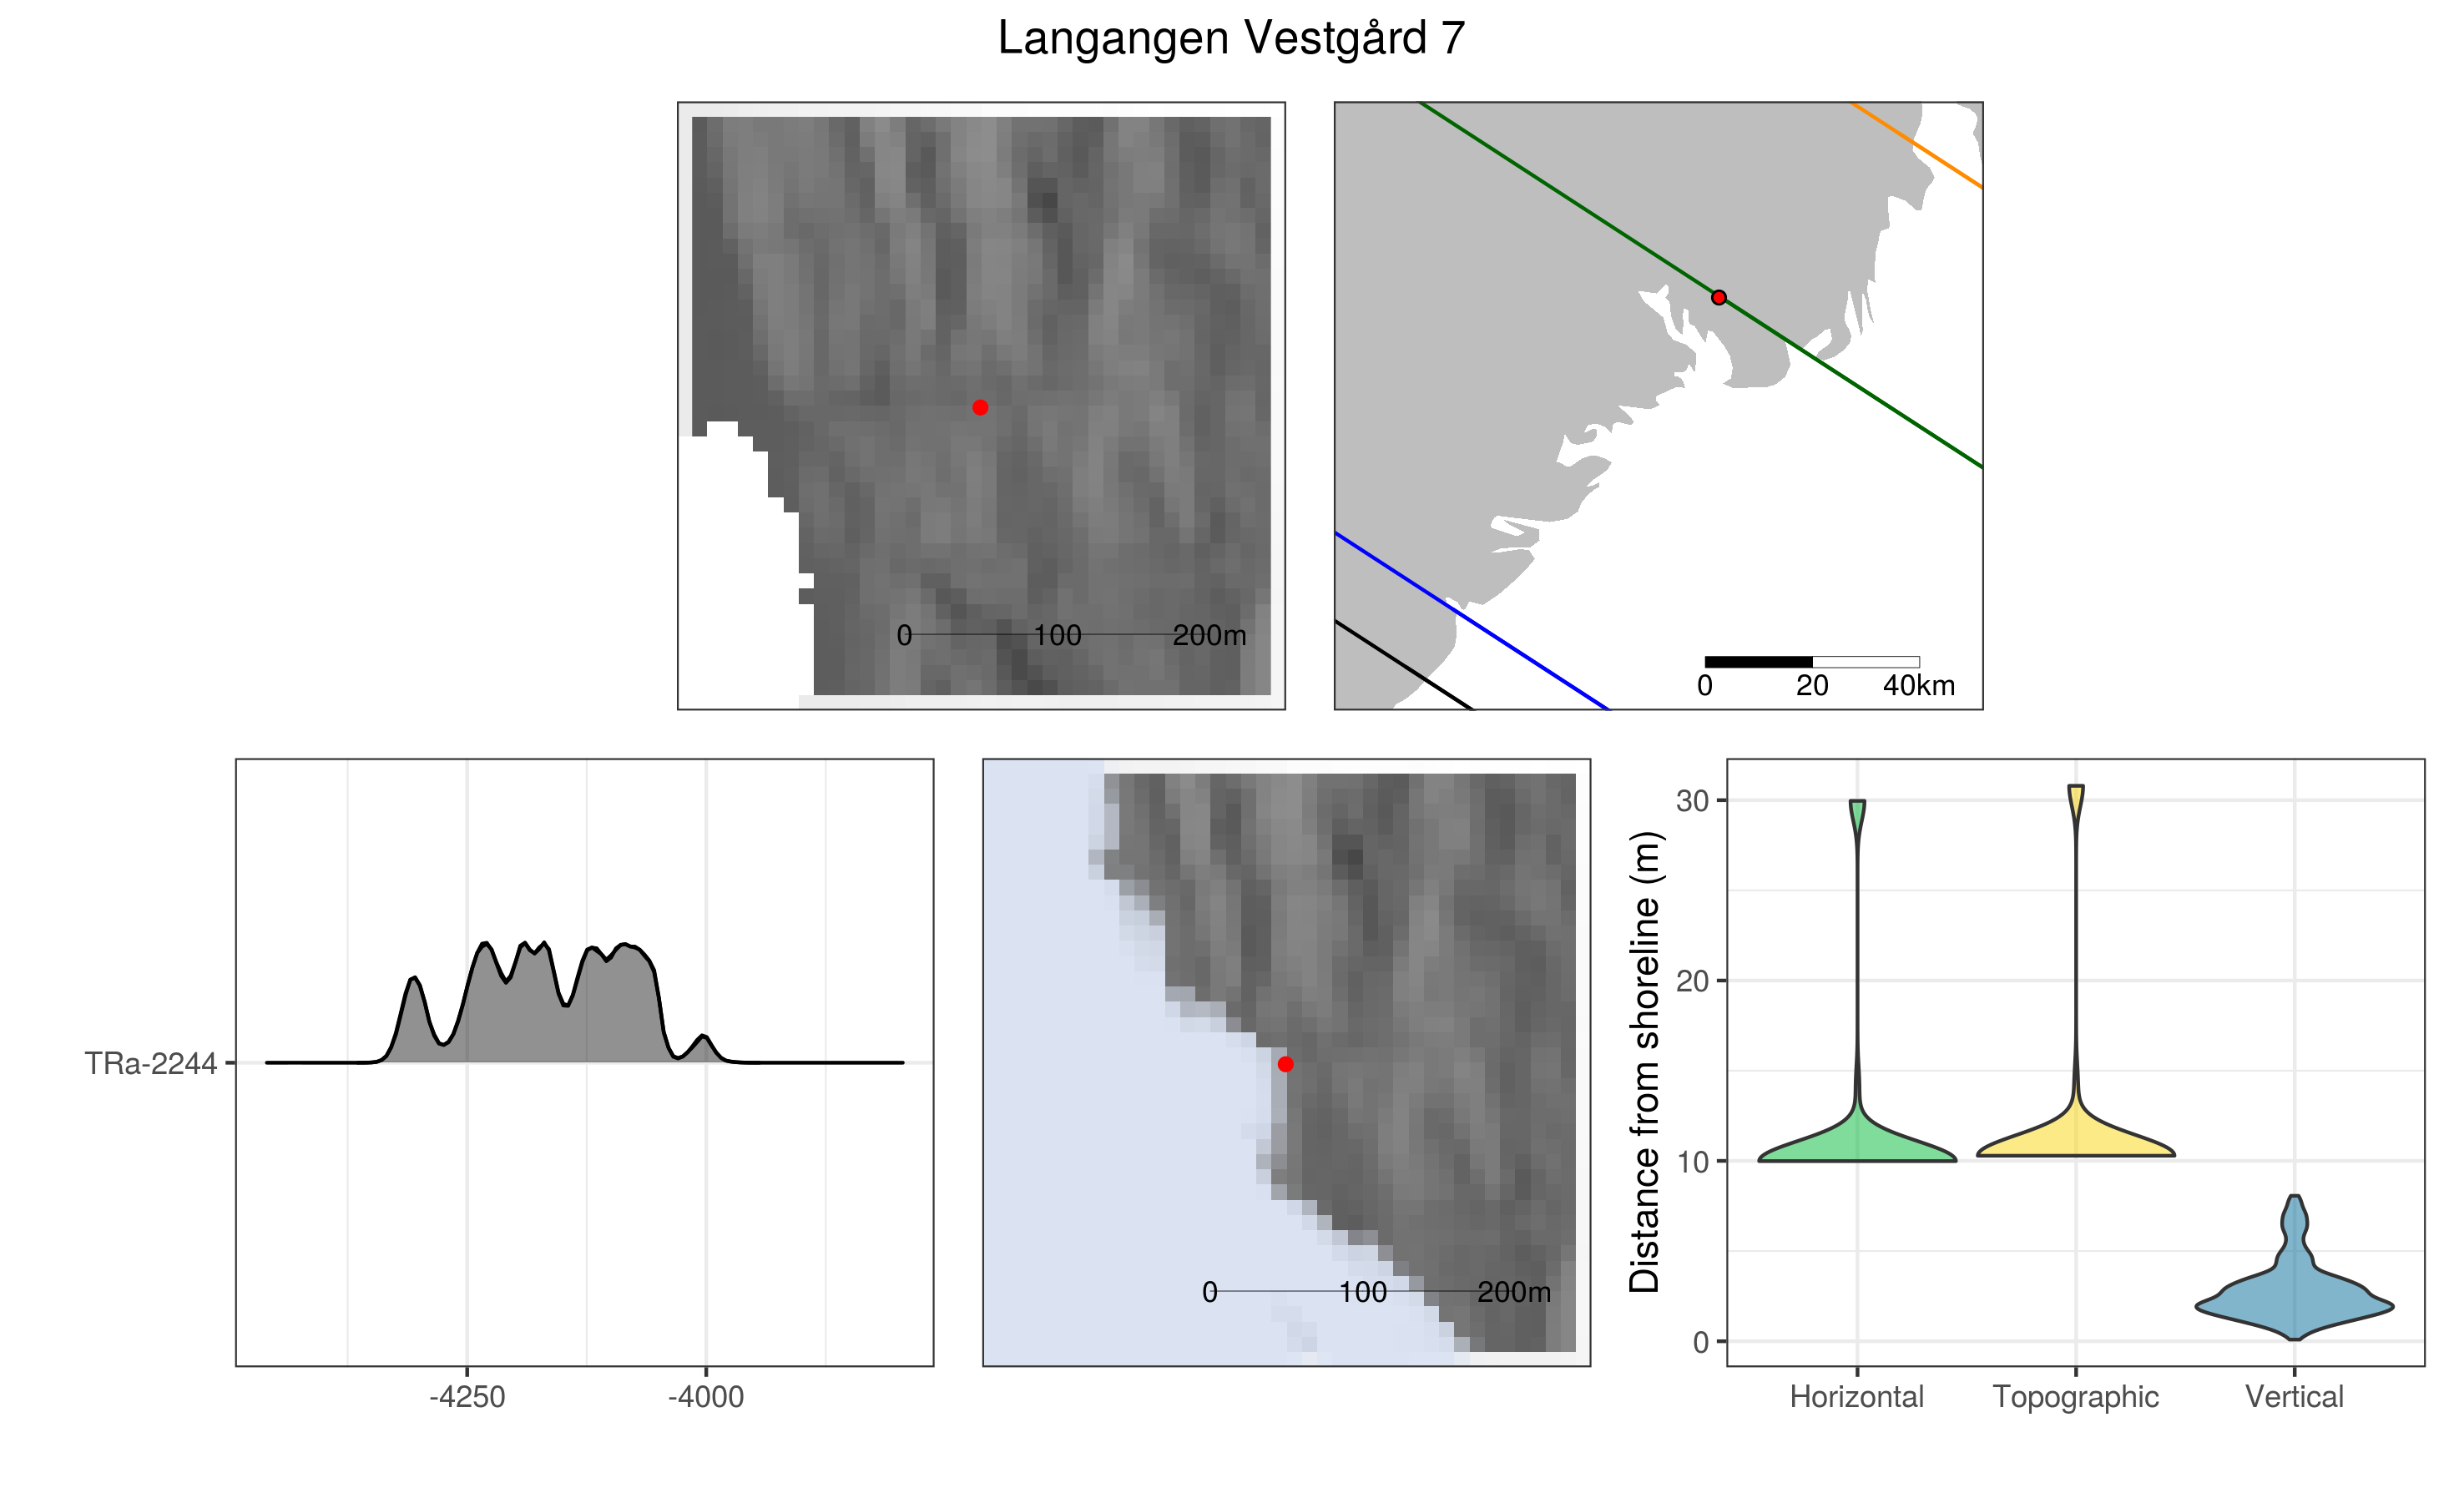 Langangen Vestgård 7
0 100 200m
0 20 40km
TRa-2244
-4250 -4000
0 100 200m
Distance from shoreline (m)
30
20
10
0
Horizontal Topographic Vertical